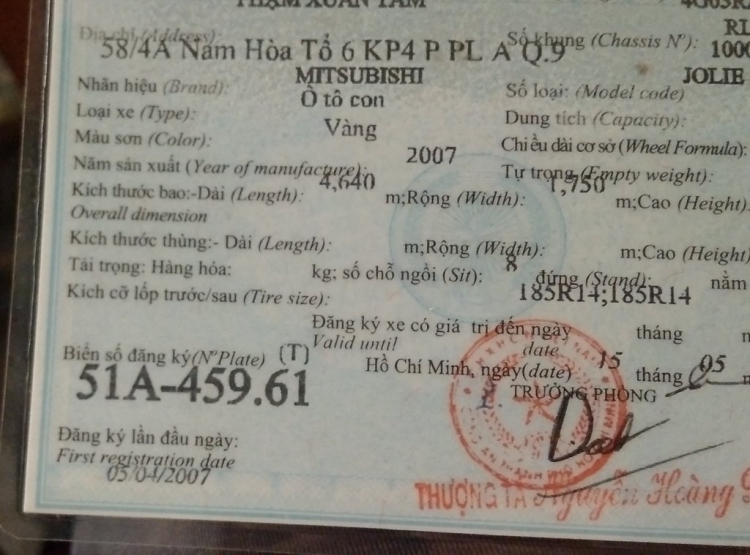 PHẠM XUÂN TÂM
Địa chỉ (Address): 58/4A Nam Hòa Tổ 6 KP4 P PL A Q.9
Số khung (Chassis Nº):
Nhãn hiệu (Brand): MITSUBISHI
Số loại: (Model code) JOLIE
Loại xe (Type): Ô tô con
Dung tích (Capacity):
Màu sơn (Color): Vàng
Chiều dài cơ sở (Wheel Formula):
Năm sản xuất (Year of manufacture): 2007
Tự trọng (Empty weight):
Kích thước bao:-Dài (Length): 4,640 m;Rộng (Width): 1,750 m;Cao (Height):
Overall dimension
Kích thước thùng:- Dài (Length): m;Rộng (Width): m;Cao (Height)
Tải trọng: Hàng hóa: kg; số chỗ ngồi (Sit): 8 đứng (Stand): nằm
Kích cỡ lốp trước/sau (Tire size): 185R14;185R14
Đăng ký xe có giá trị đến ngày tháng
Valid until date
Biển số đăng ký(NºPlate) (T)
Hồ Chí Minh, ngày(date) 15 tháng 05
51A-459.61
TRƯỞNG PHÒNG
Đăng ký lần đầu ngày:
First registration date
05/04/2007
THƯỢNG TÁ Nguyễn Hoàng